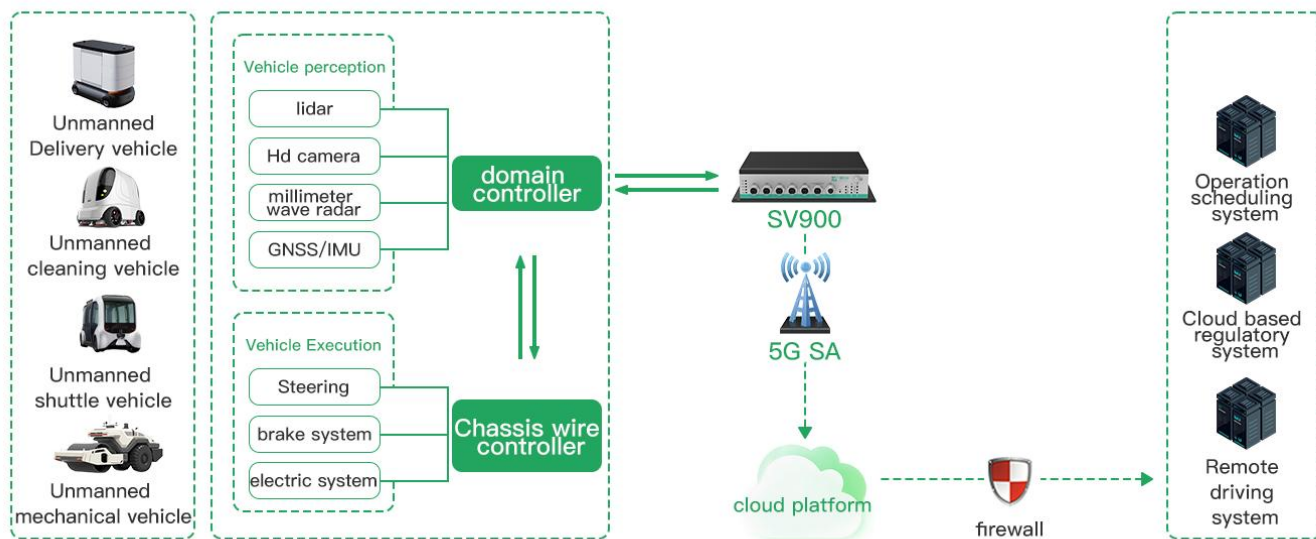 Unmanned
Delivery vehicle
Unmanned
cleaning vehicle
Unmanned
shuttle vehicle
Unmanned
mechanical vehicle
Vehicle perception
lidar
Hd camera
millimeter
wave radar
GNSS/IMU
domain
controller
Vehicle Execution
Steering
brake system
electric system
Chassis wire
controller
SV900
5G SA
cloud platform
firewall
Operation
scheduling
system
Cloud based
regulatory
system
Remote
driving
system